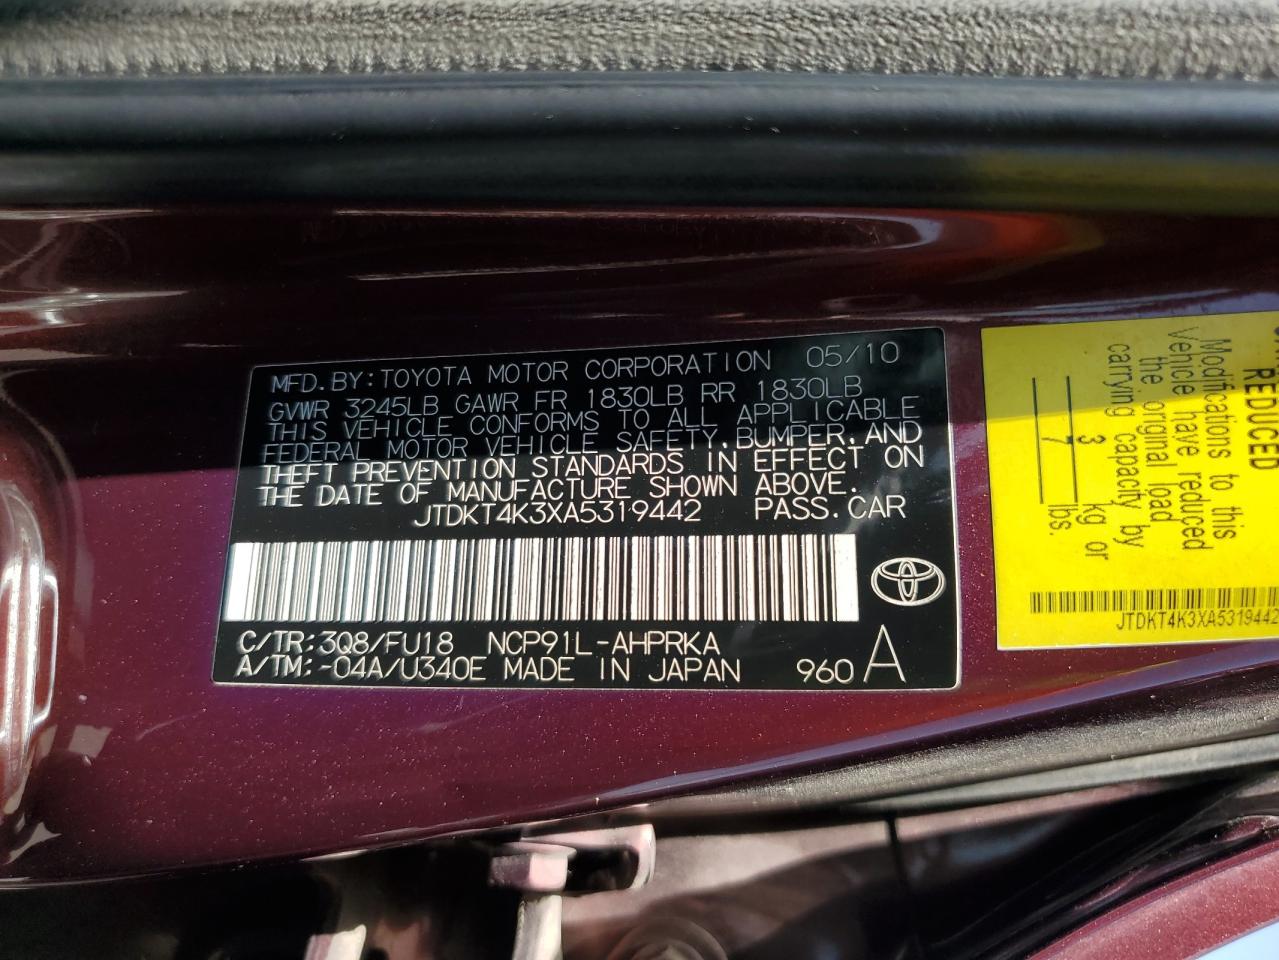 MFD. BY: TOYOTA MOTOR CORPORATION 05/10
GVWR 3245LB GAWR FR 1830LB RR 1830LB
THIS VEHICLE CONFORMS TO ALL APPLICABLE
FEDERAL MOTOR VEHICLE SAFETY, BUMPER, AND
THEFT PREVENTION STANDARDS IN EFFECT ON
THE DATE OF MANUFACTURE SHOWN ABOVE.
JTDKT4K3XA5319442 PASS. CAR
C/TR: 3Q8/FU18 NCP91L-AHPRKA
A/TM: -04A/U340E MADE IN JAPAN 960 A
REDUCED
Modifications to this
vehicle have reduced
the original load
carrying capacity by
3 kg or
7 lbs.
JTDKT4K3XA5319442